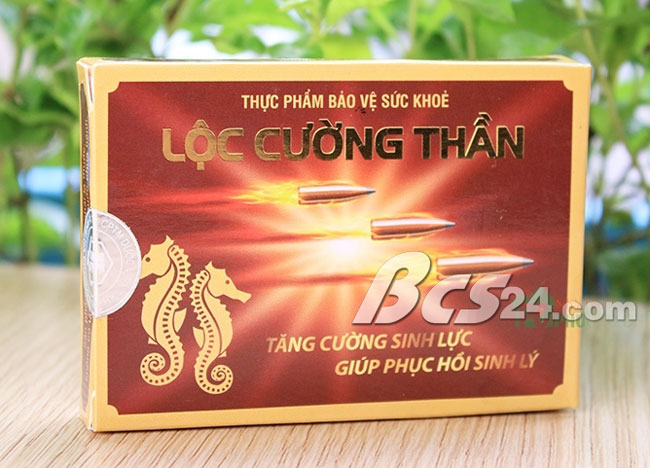 THỰC PHẨM BẢO VỆ SỨC KHOẺ
LỘC CƯỜNG THẦN
BCS24.com
TĂNG CƯỜNG SINH LỰC
GIÚP PHỤC HỒI SINH LÝ